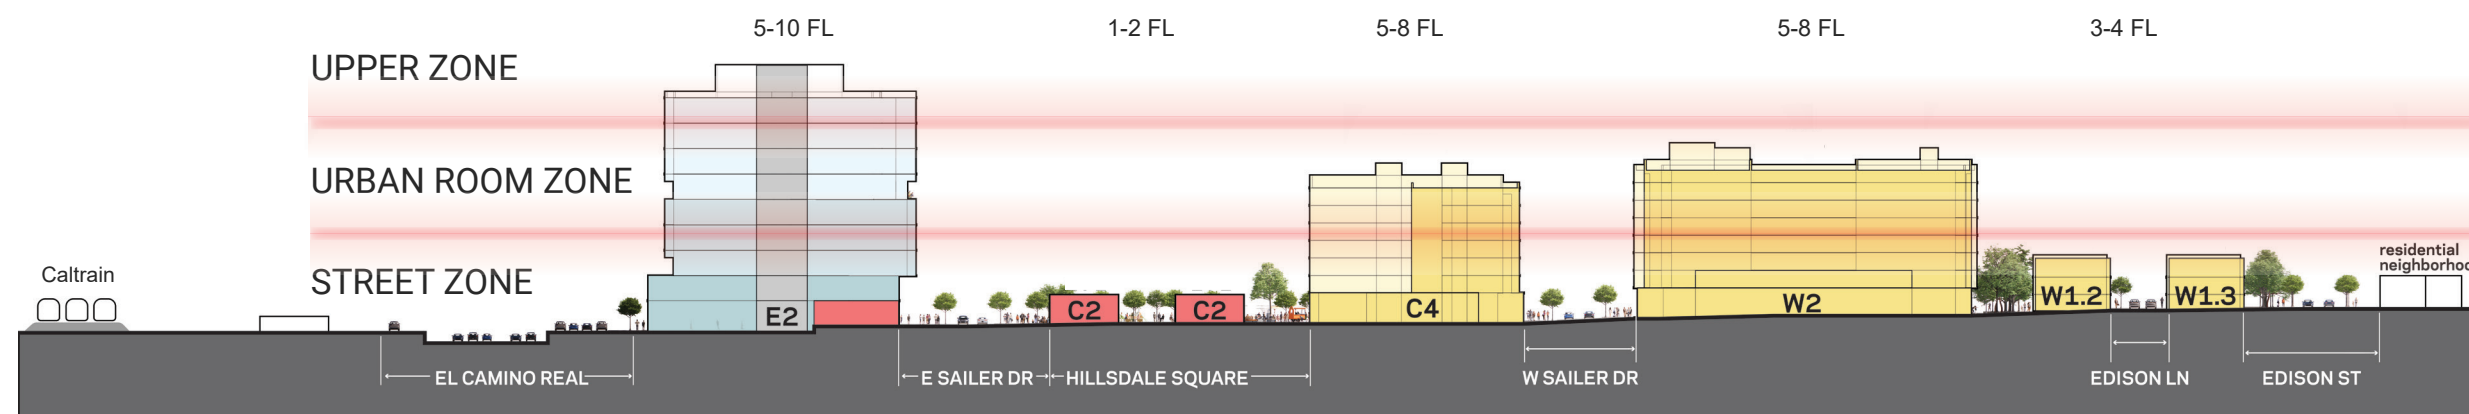 5-10 FL
1-2 FL
5-8 FL
5-8 FL
3-4 FL
UPPER ZONE
URBAN ROOM ZONE
STREET ZONE
Caltrain
residential
E2
C2
C2
C4
W2
W1.2
W1.3
EL CAMINO REAL
E SAILER DR
HILLSDALE SQUARE
W SAILER DR
EDISON LN
EDISON ST